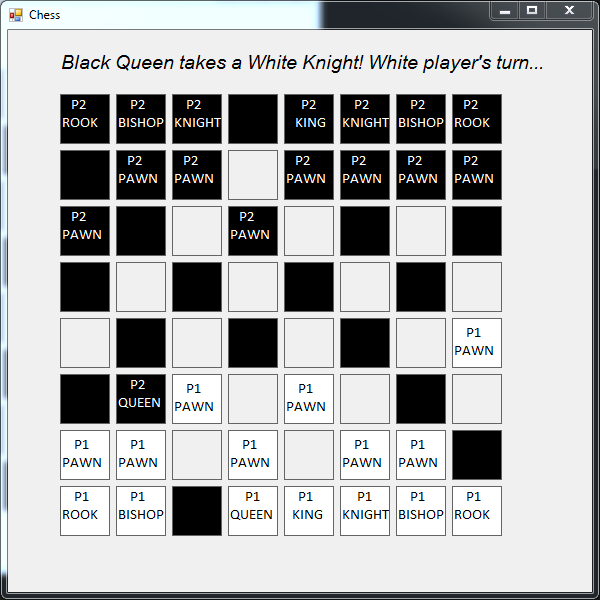 Chess
Black Queen takes a White Knight! White player's turn...
P2 P2 P2 P2 P2 P2 P2
ROOK BISHOP KNIGHT KING KNIGHT BISHOP ROOK
P2 P2 P2 P2 P2 P2
PAWN PAWN PAWN PAWN PAWN PAWN
P2 P2
PAWN PAWN
P1
PAWN
P2 P1 P1
QUEEN PAWN PAWN
P1 P1 P1 P1 P1
PAWN PAWN PAWN PAWN PAWN
P1 P1 P1 P1 P1 P1 P1
ROOK BISHOP QUEEN KING KNIGHT BISHOP ROOK